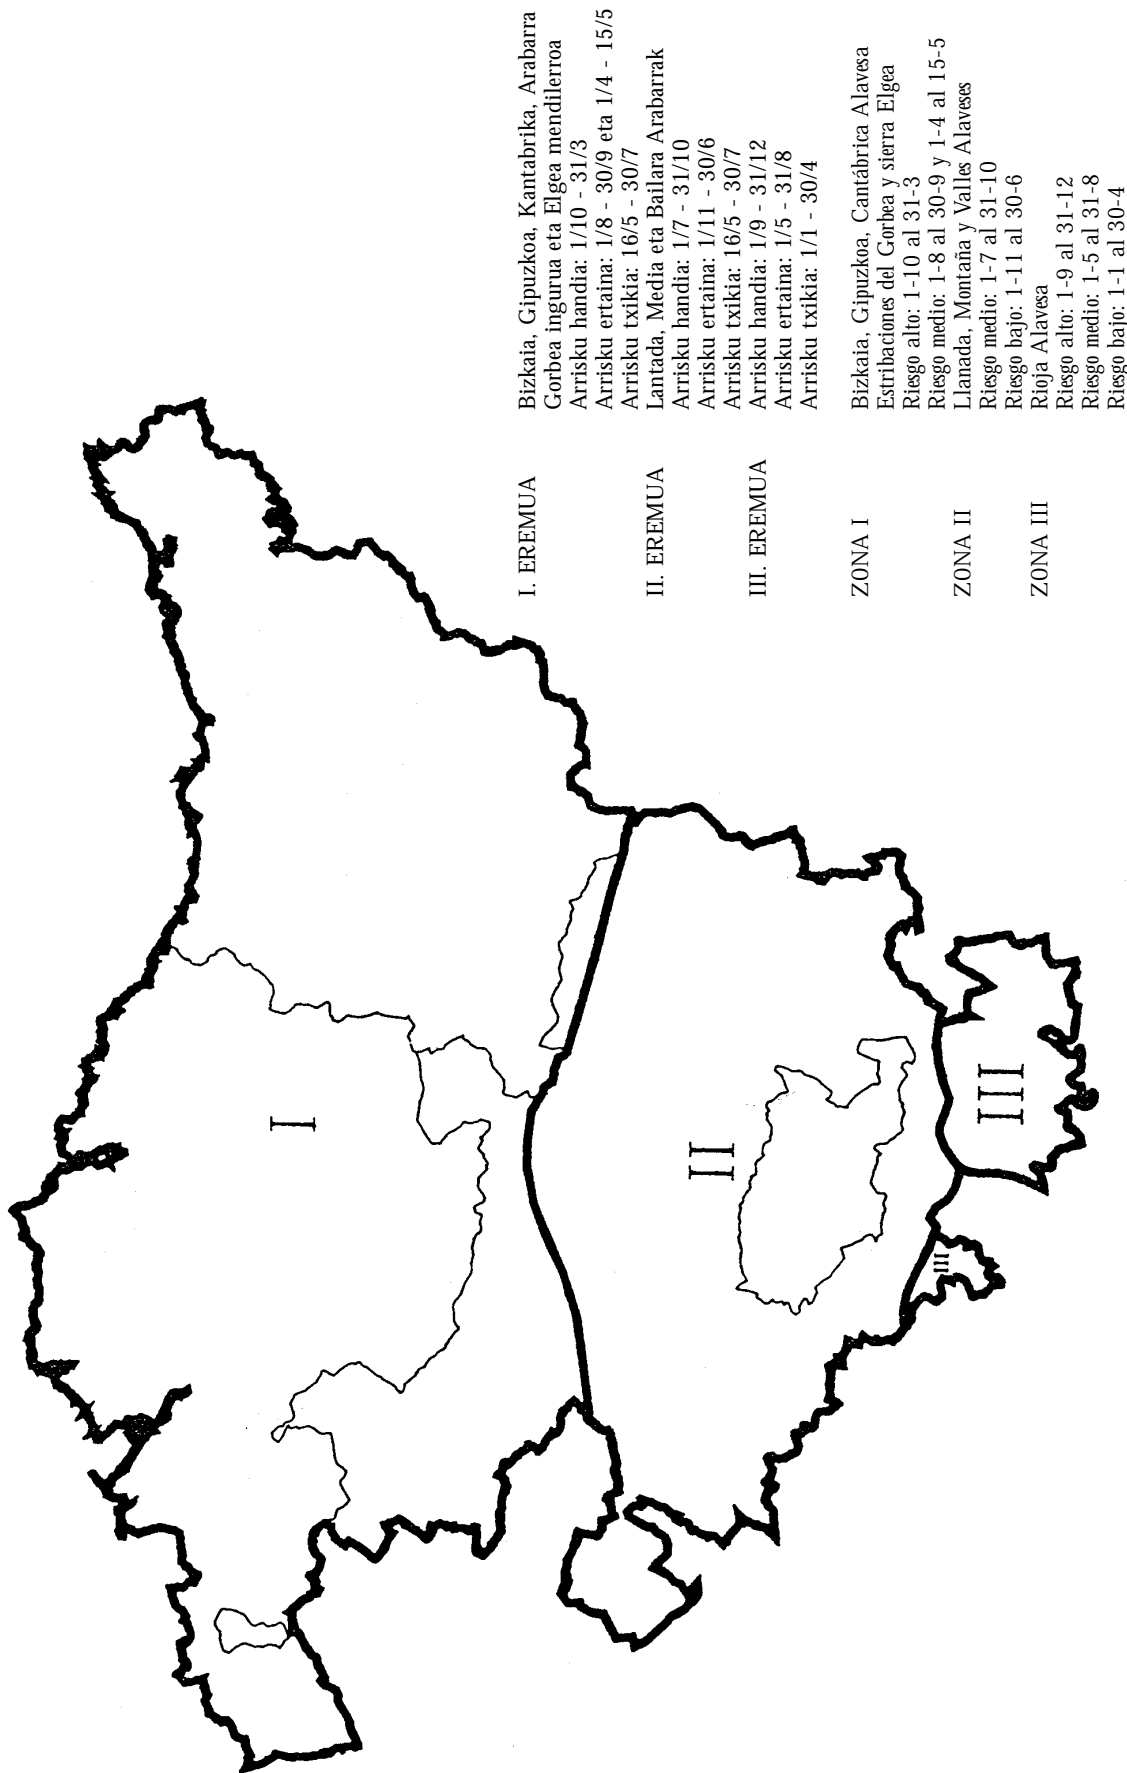 I
II
III
III
I. EREMUA Bizkaia, Gipuzkoa, Kantabrika, Arabarra
Gorbea ingurua eta Elgea mendilerroa
Arrisku handia: 1/10 - 31/3
Arrisku ertaina: 1/8 - 30/9 eta 1/4 - 15/5
Arrisku txikia: 16/5 - 30/7
II. EREMUA Lantada, Media eta Bailara Arabarrak
Arrisku handia: 1/7 - 31/10
Arrisku ertaina: 1/11 - 30/6
Arrisku txikia: 16/5 - 30/7
III. EREMUA Arrisku handia: 1/9 - 31/12
Arrisku ertaina: 1/5 - 31/8
Arrisku txikia: 1/1 - 30/4
ZONA I Bizkaia, Gipuzkoa, Cantábrica Alavesa
Estribaciones del Gorbea y sierra Elgea
Riesgo alto: 1-10 al 31-3
Riesgo medio: 1-8 al 30-9 y 1-4 al 15-5
ZONA II Llanada, Montaña y Valles Alaveses
Riesgo medio: 1-7 al 31-10
Riesgo bajo: 1-11 al 30-6
ZONA III Rioja Alavesa
Riesgo alto: 1-9 al 31-12
Riesgo medio: 1-5 al 31-8
Riesgo bajo: 1-1 al 30-4